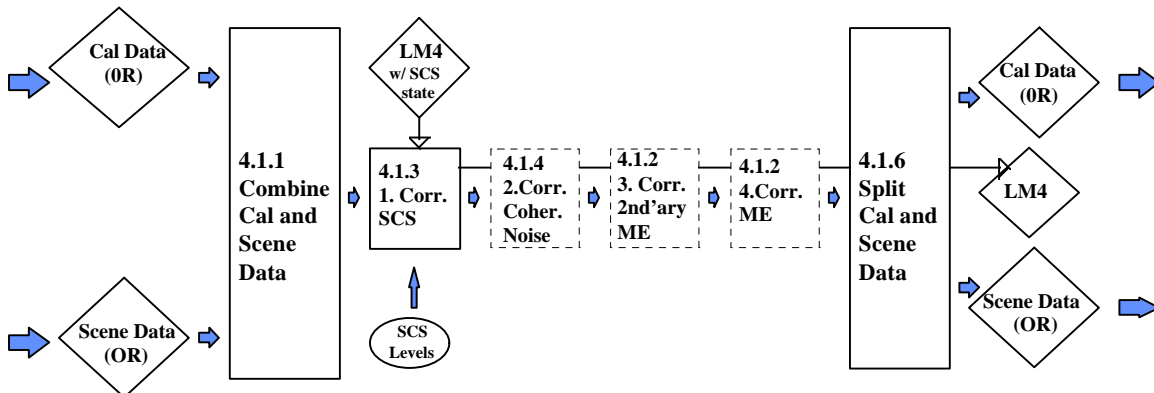 Cal Data
(0R)
Scene Data
(OR)
4.1.1
Combine
Cal and
Scene
Data
LM4
w/ SCS
state
4.1.3
1. Corr.
SCS
SCS
Levels
4.1.4
2.Corr.
Coher.
Noise
4.1.2
3. Corr.
2nd’ary
ME
4.1.2
4.Corr.
ME
4.1.6
Split
Cal and
Scene
Data
Cal Data
(0R)
LM4
Scene Data
(OR)